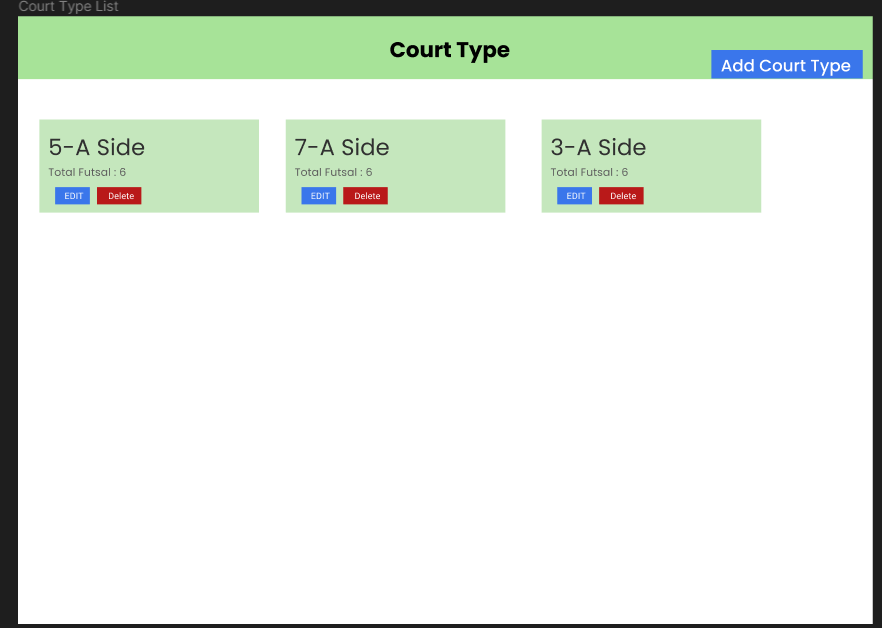 Court Type List
Court Type
Add Court Type
5-A Side
Total Futsal : 6
EDIT Delete
7-A Side
Total Futsal : 6
EDIT Delete
3-A Side
Total Futsal : 6
EDIT Delete